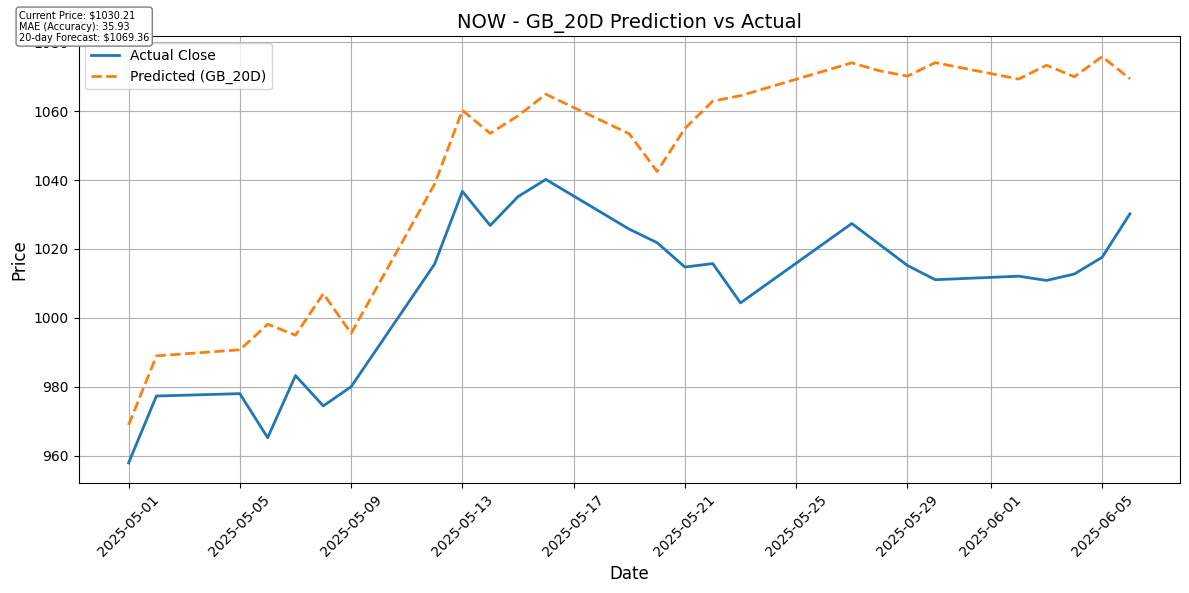 NOW - GB_20D Prediction vs Actual
Current Price: $1030.21
MAE (Accuracy): 35.93
20-day Forecast: $1069.36
Actual Close
Predicted (GB_20D)
1060
1040
1020
1000
980
960
Price
2025-05-01
2025-05-05
2025-05-09
2025-05-13
2025-05-17
2025-05-21
2025-05-25
2025-05-29
2025-06-01
2025-06-05
Date